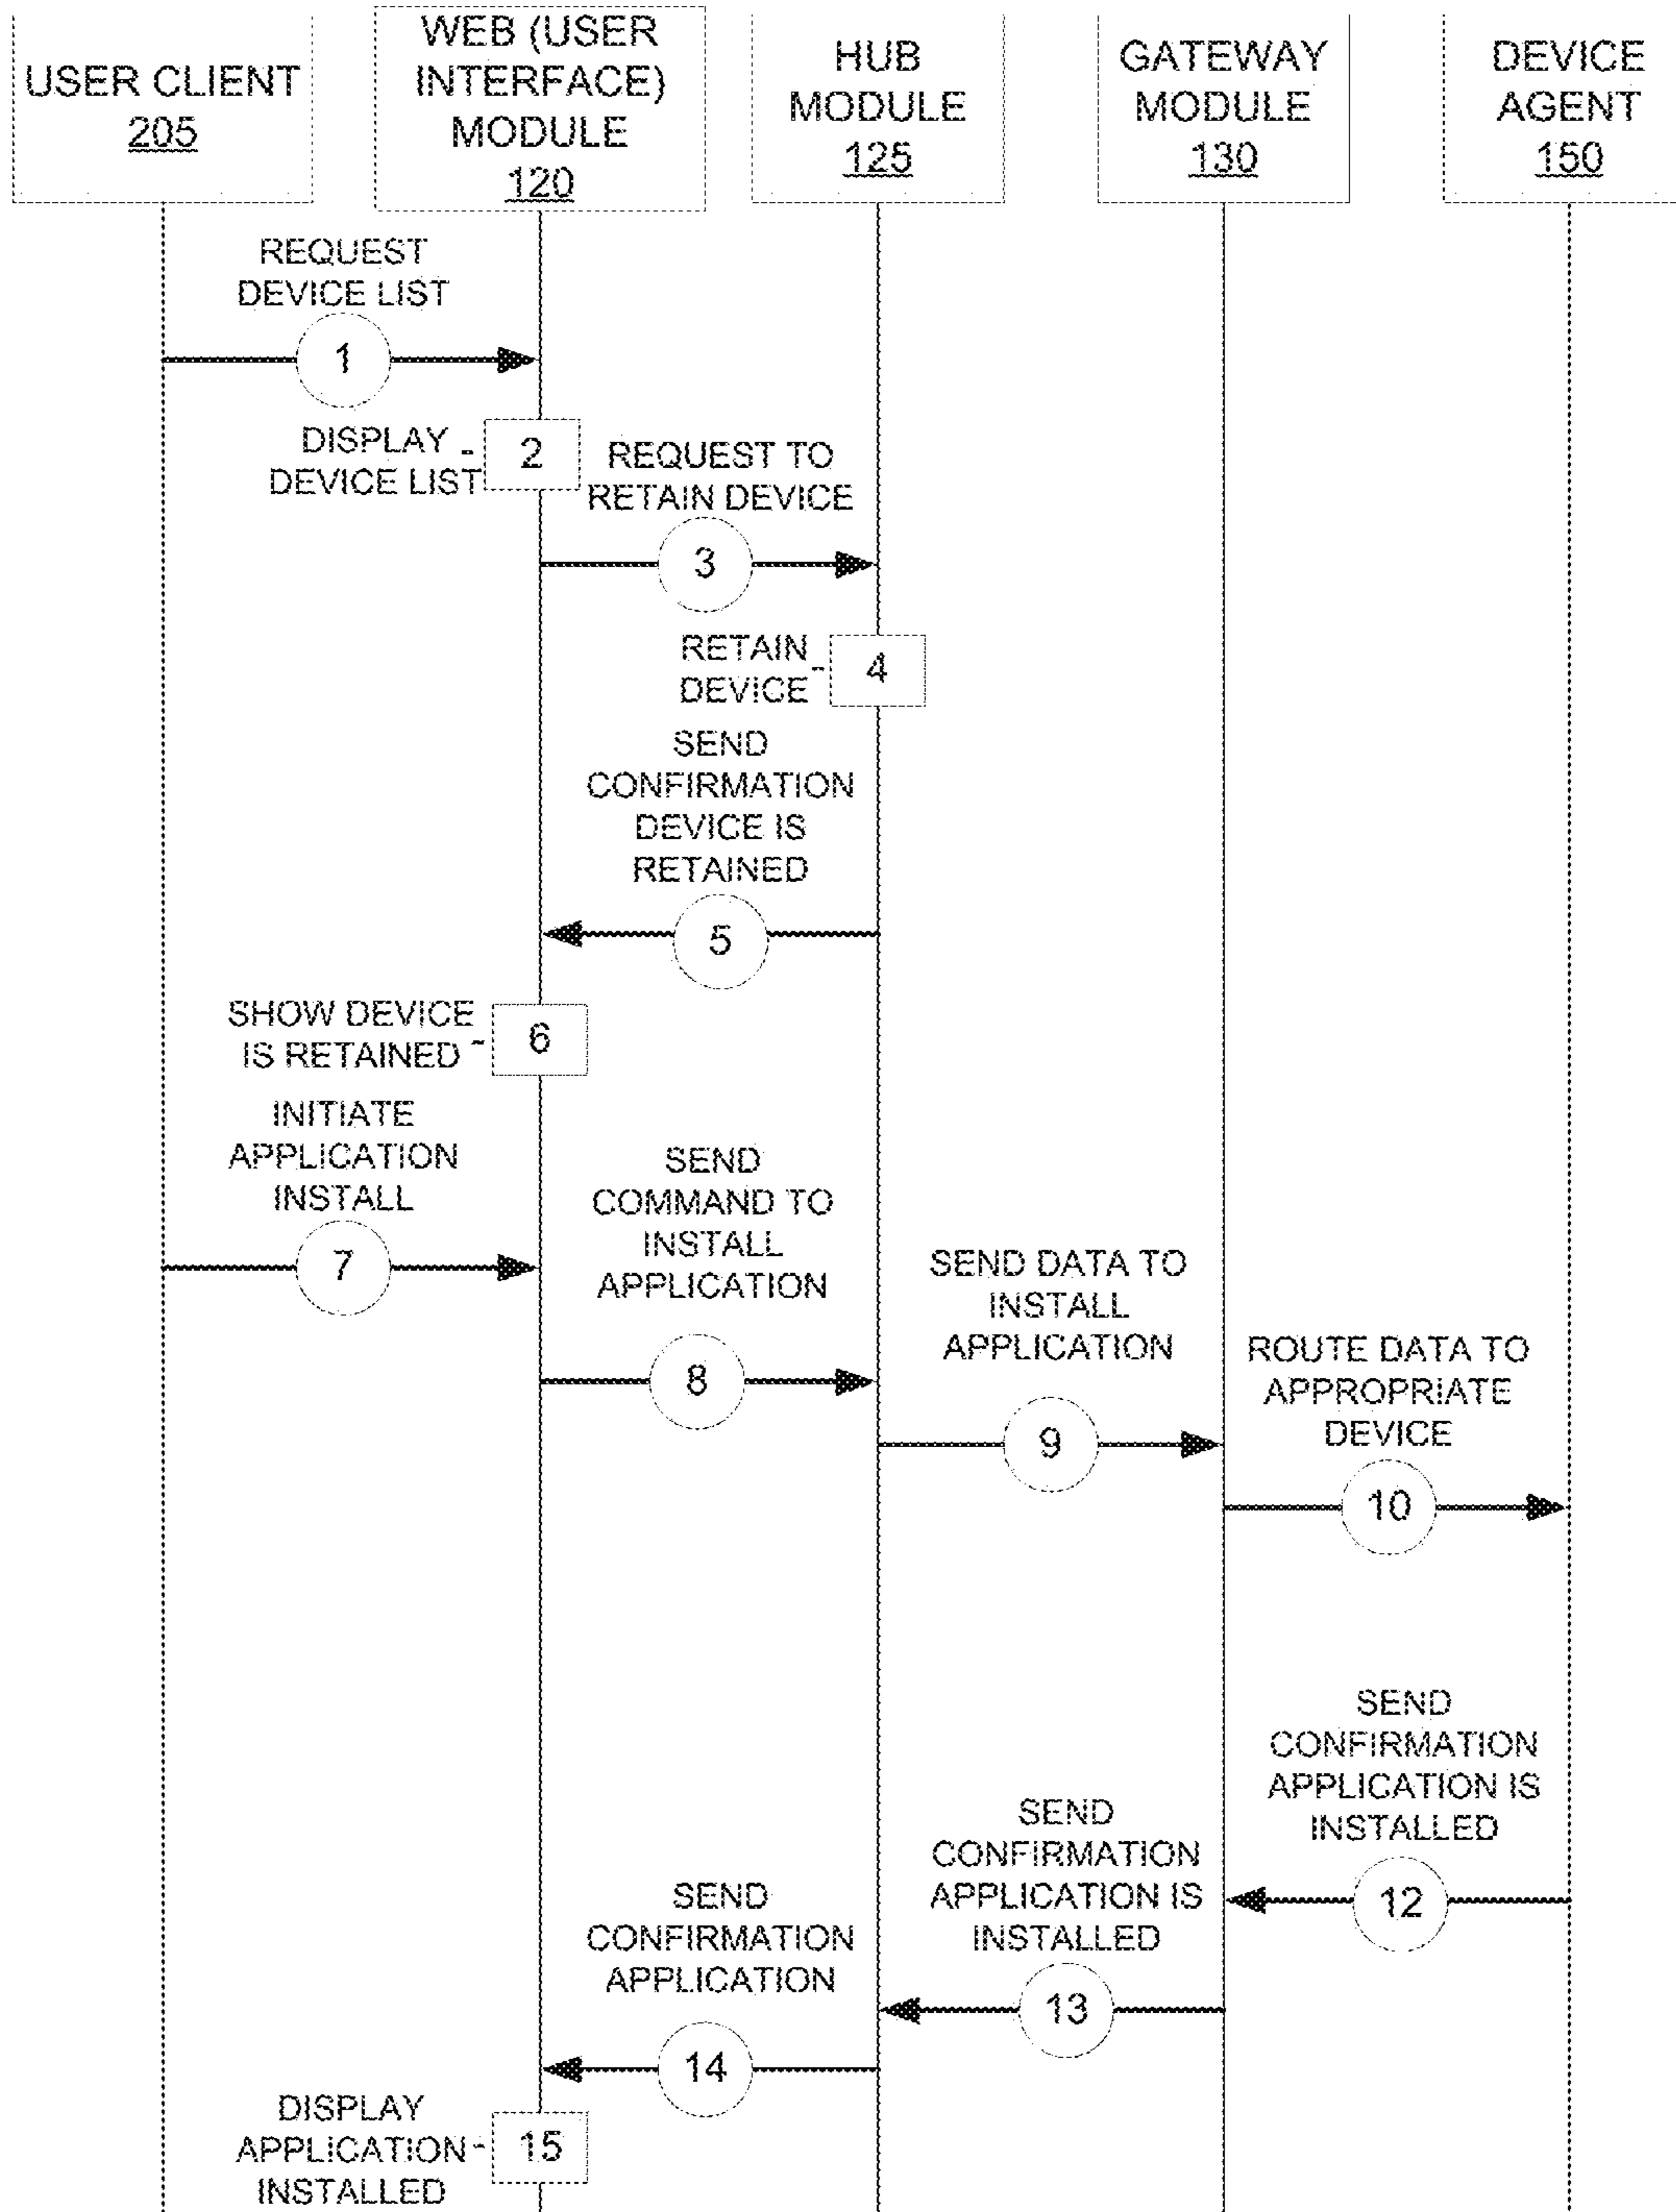 USER CLIENT
205
WEB (USER
INTERFACE)
MODULE
120
HUB
MODULE
125
GATEWAY
MODULE
130
DEVICE
AGENT
150
REQUEST
DEVICE LIST
1
DISPLAY
DEVICE LIST
2
REQUEST TO
RETAIN DEVICE
3
RETAIN
DEVICE
4
SEND
CONFIRMATION
DEVICE IS
RETAINED
5
SHOW DEVICE
IS RETAINED
6
INITIATE
APPLICATION
INSTALL
7
SEND
COMMAND TO
INSTALL
APPLICATION
8
SEND DATA TO
INSTALL
APPLICATION
9
ROUTE DATA TO
APPROPRIATE
DEVICE
10
SEND
CONFIRMATION
APPLICATION IS
INSTALLED
12
SEND
CONFIRMATION
APPLICATION IS
INSTALLED
13
SEND
CONFIRMATION
APPLICATION
14
DISPLAY
APPLICATION
INSTALLED
15